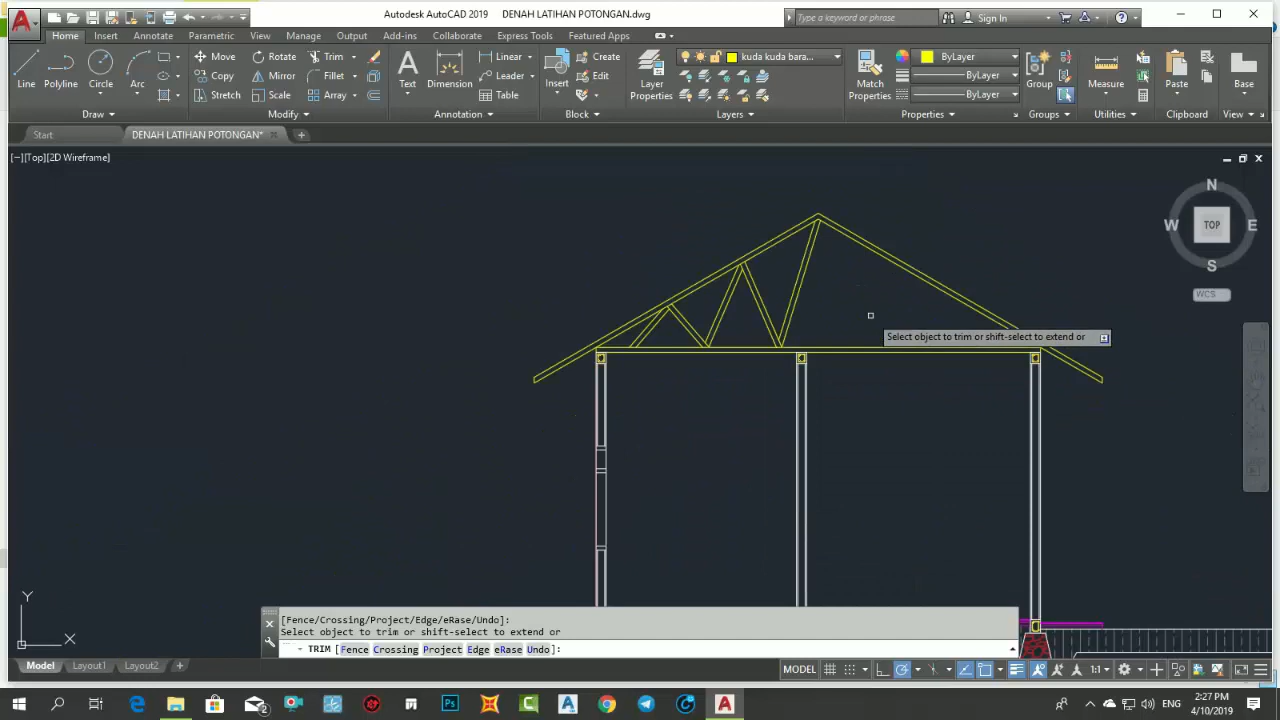 Autodesk AutoCAD 2019 DENAH LATIHAN POTONGAN.dwg
Type a keyword or phrase
Sign In
Home Insert Annotate Parametric View Manage Output Add-ins Collaborate Express Tools Featured Apps
Line Polyline Circle Arc
Move Rotate Trim
Copy Mirror Fillet
Stretch Scale Array
Text Dimension
Linear
Leader
Table
Insert
Create
Edit
Layer
Properties
kuda kuda bara...
Match
Properties
ByLayer
ByLayer
ByLayer
Group
Measure
Paste
Base
Draw Modify Annotation Block Layers Properties Groups Utilities Clipboard View
Start DENAH LATIHAN POTONGAN*
[−][Top][2D Wireframe]
N
W TOP E
S
WCS
Select object to trim or shift-select to extend or
Y
X
[Fence/Crossing/Project/Edge/eRase/Undo]:
Select object to trim or shift-select to extend or
TRIM [Fence Crossing Project Edge eRase Undo]:
Model Layout1 Layout2
MODEL
1:1
2:27 PM
ENG
4/10/2019